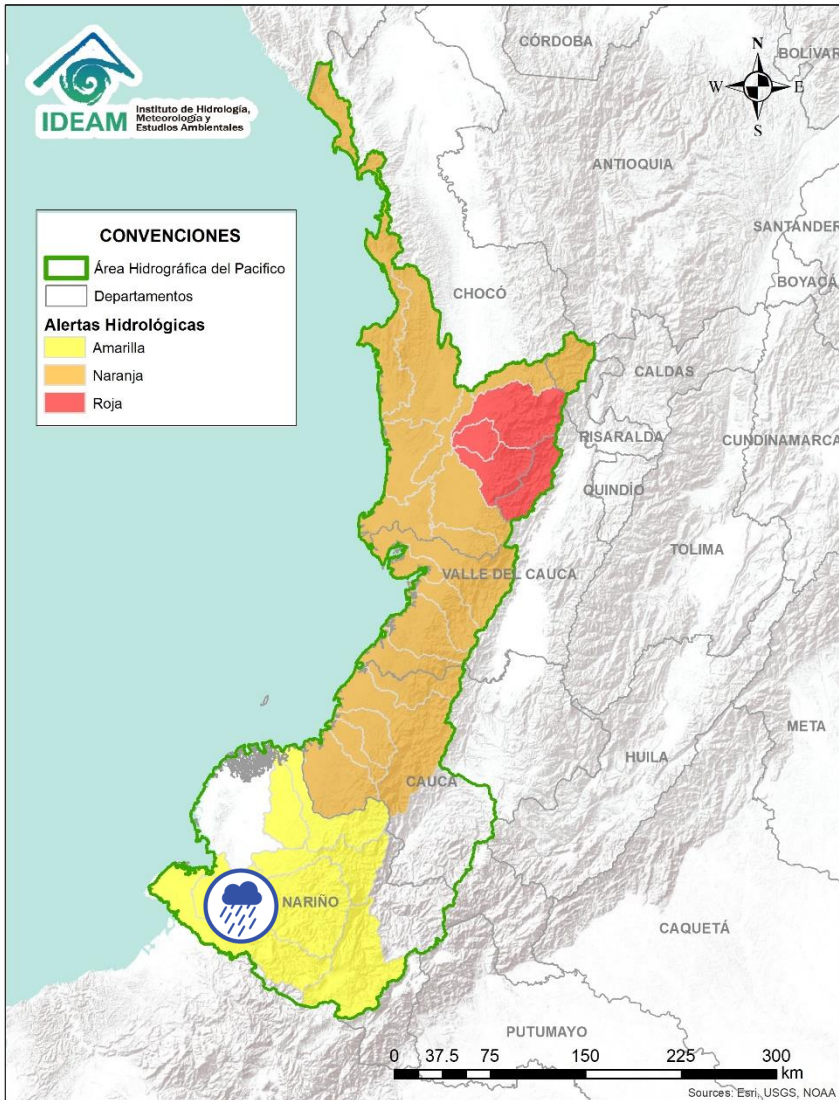 IDEAM
Instituto de Hidrología,
Meteorología y
Estudios Ambientales
N
W
E
S
CÓRDOBA
BOLÍVAR
ANTIOQUIA
SANTANDER
BOYACÁ
CHOCÓ
CALDAS
RISARALDA
CUNDINAMARCA
QUINDÍO
TOLIMA
VALLE DEL CAUCA
META
HUILA
CAUCA
NARIÑO
CAQUETÁ
PUTUMAYO
CONVENCIONES
Área Hidrográfica del Pacifico
Departamentos
Alertas Hidrológicas
Amarilla
Naranja
Roja
0 37.5 75 150 225 300
km
Sources: Esri, USGS, NOAA